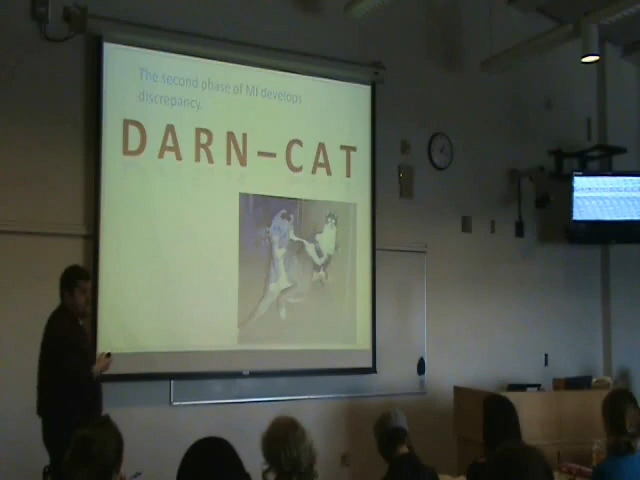 The second phase of MI develops
discrepancy.
DARN–CAT